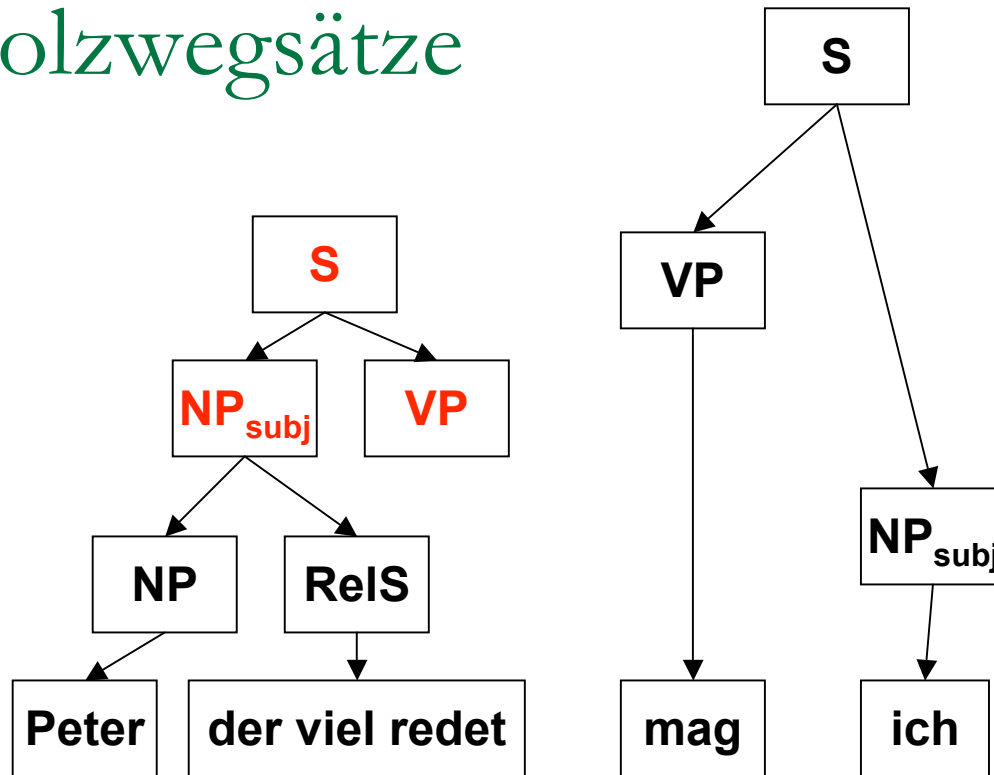 olzwegsätze
S
S
VP
NPsubj
VP
NPsubj
NP
RelS
Peter
der viel redet
mag
ich